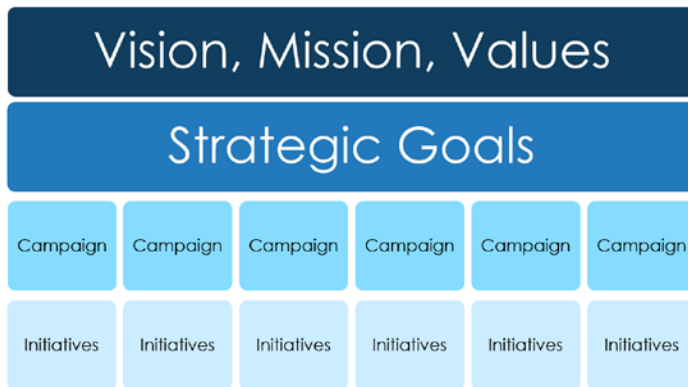 Vision, Mission, Values
Strategic Goals
Campaign Campaign Campaign Campaign Campaign Campaign
Initiatives Initiatives Initiatives Initiatives Initiatives Initiatives